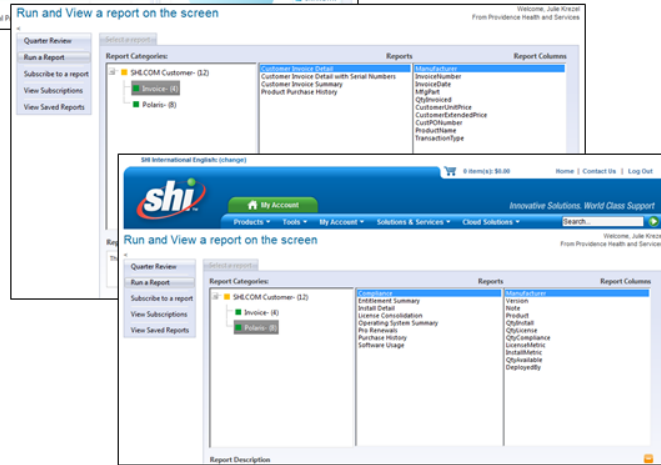 Run and View a report on the screen
Welcome, Julie Krezel
From Providence Health and Services
<
Quarter Review
Run a Report
Subscribe to a report
View Subscriptions
View Saved Reports
Select a report
Report Categories:
Reports
Report Columns
SHI.COM Customer- (12)
Invoice- (4)
Polaris- (8)
Customer Invoice Detail
Customer Invoice Detail with Serial Numbers
Customer Invoice Summary
Product Purchase History
Manufacturer
InvoiceNumber
InvoiceDate
MfgPart
QtyInvoiced
CustomerUnitPrice
CustomerExtendedPrice
CustPONumber
ProductName
TransactionType
SHI International English: (change)
0 item(s): $0.00
Home | Contact Us | Log Out
shi
My Account
Innovative Solutions. World Class Support
Products
Tools
My Account
Solutions & Services
Cloud Solutions
Search...
Run and View a report on the screen
Welcome, Julie Krezel
From Providence Health and Services
<
Quarter Review
Run a Report
Subscribe to a report
View Subscriptions
View Saved Reports
Select a report
Report Categories:
Reports
Report Columns
SHI.COM Customer- (12)
Invoice- (4)
Polaris- (8)
Compliance
Entitlement Summary
Install Detail
License Consolidation
Operating System Summary
Pro Renewals
Purchase History
Software Usage
Manufacturer
Version
Note
Product
QtyInstall
QtyLicense
QtyCompliance
LicenseMetric
InstallMetric
QtyAvailable
DeployedBy
Report Description